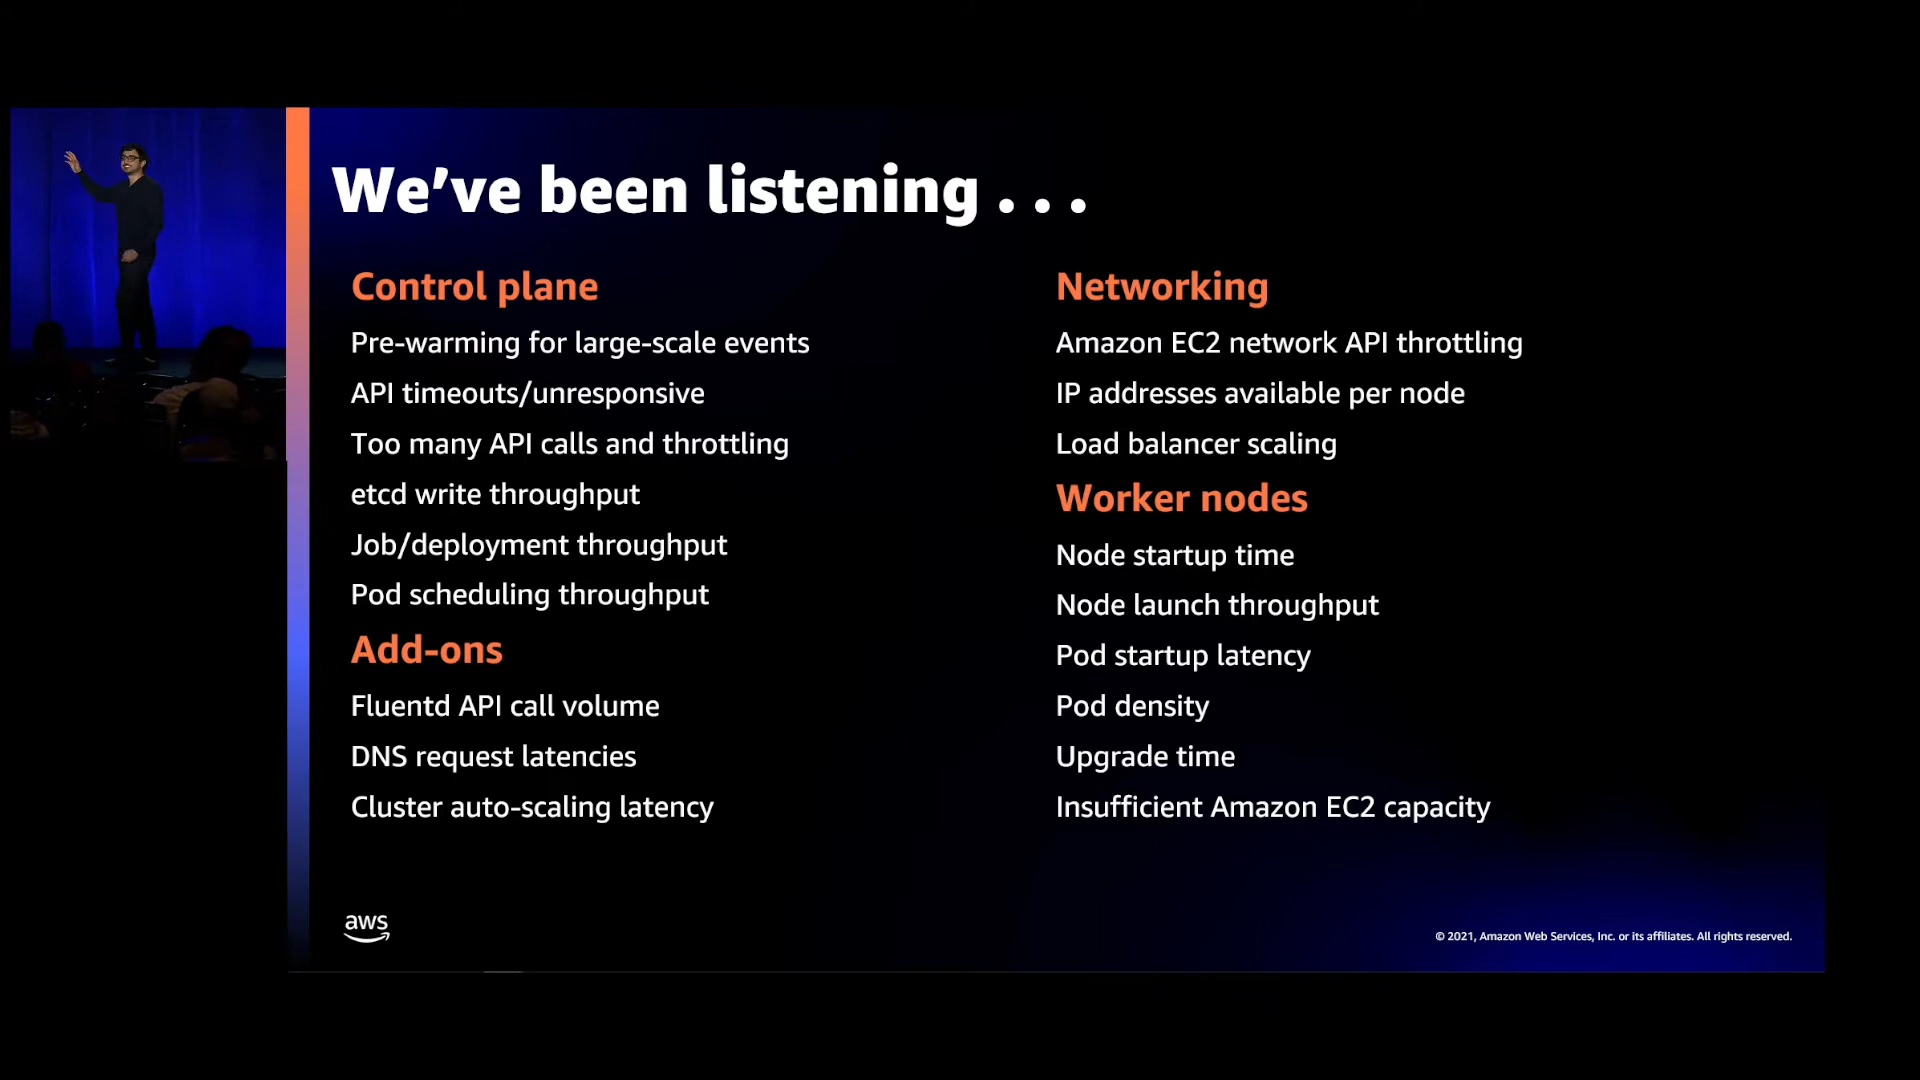 We've been listening . . .
Control plane
Pre-warming for large-scale events
API timeouts/unresponsive
Too many API calls and throttling
etcd write throughput
Job/deployment throughput
Pod scheduling throughput
Add-ons
Fluentd API call volume
DNS request latencies
Cluster auto-scaling latency
Networking
Amazon EC2 network API throttling
IP addresses available per node
Load balancer scaling
Worker nodes
Node startup time
Node launch throughput
Pod startup latency
Pod density
Upgrade time
Insufficient Amazon EC2 capacity
aws
© 2021, Amazon Web Services, Inc. or its affiliates. All rights reserved.